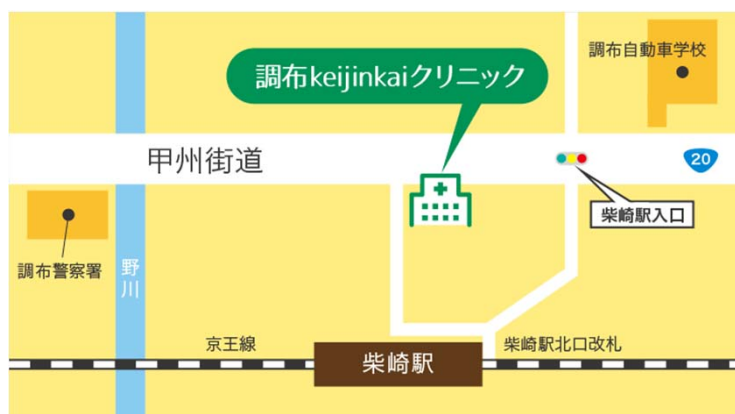 調布自動車学校
調布keijinkaiクリニック
甲州街道
20
柴崎駅入口
調布警察署
野川
京王線
柴崎駅
柴崎駅北口改札